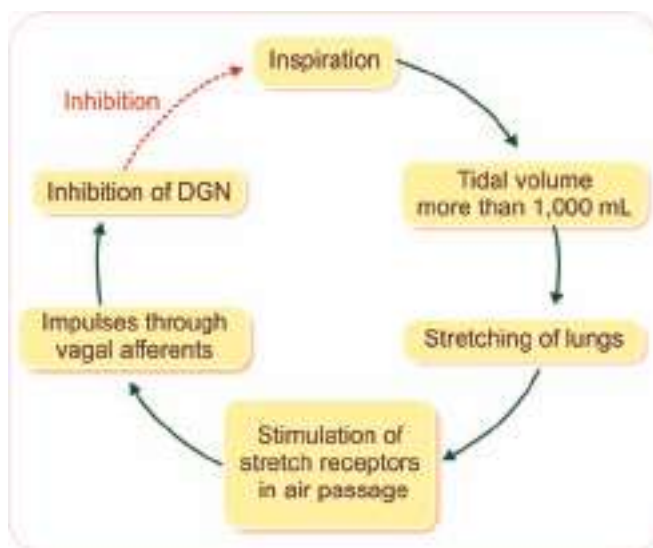 Inspiration
Inhibition
Tidal volume
more than 1,000 mL
Inhibition of DGN
Impulses through
vagal afferents
Stretching of lungs
Stimulation of
stretch receptors
in air passage